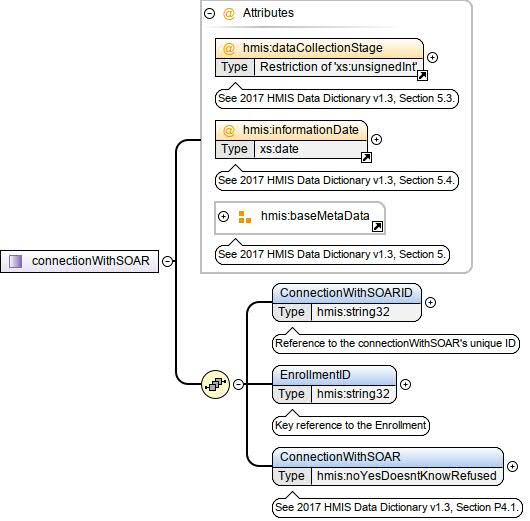 Attributes
@ hmis:dataCollectionStage
Type Restriction of 'xs:unsignedInt'
See 2017 HMIS Data Dictionary v1.3, Section 5.3.
@ hmis:informationDate
Type xs:date
See 2017 HMIS Data Dictionary v1.3, Section 5.4.
hmis:baseMetaData
See 2017 HMIS Data Dictionary v1.3, Section 5.
connectionWithSOAR
ConnectionWithSOARID
Type hmis:string32
Reference to the connectionWithSOAR's unique ID
EnrollmentID
Type hmis:string32
Key reference to the Enrollment
ConnectionWithSOAR
Type hmis:noYesDoesntKnowRefused
See 2017 HMIS Data Dictionary v1.3, Section P4.1.